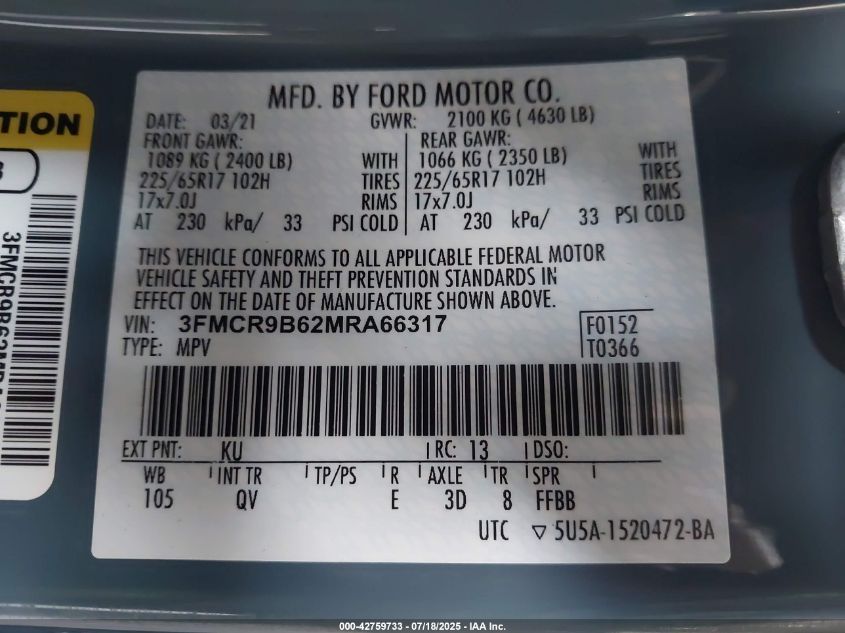 TION
3
3FMCR9B62MRA
MFD. BY FORD MOTOR CO.
DATE: 03/21 GVWR: 2100 KG ( 4630 LB)
FRONT GAWR: REAR GAWR:
1089 KG ( 2400 LB) WITH 1066 KG ( 2350 LB) WITH
225/65R17 102H TIRES 225/65R17 102H TIRES
17x7.0J RIMS 17x7.0J RIMS
AT 230 kPa/ 33 PSI COLD AT 230 kPa/ 33 PSI COLD
THIS VEHICLE CONFORMS TO ALL APPLICABLE FEDERAL MOTOR
VEHICLE SAFETY AND THEFT PREVENTION STANDARDS IN
EFFECT ON THE DATE OF MANUFACTURE SHOWN ABOVE.
VIN: 3FMCR9B62MRA66317 F0152
TYPE: MPV T0366
EXT PNT: KU RC: 13 DSO:
WB INT TR TP/PS R AXLE TR SPR
105 QV E 3D 8 FFBB
UTC ▽ 5U5A-1520472-BA
000-42759733 - 07/18/2025 - IAA Inc.